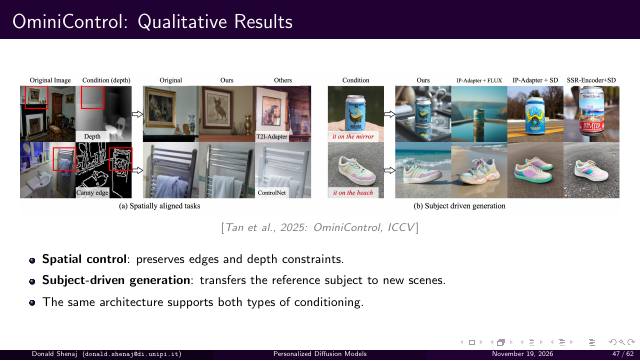 OminiControl: Qualitative Results
Original Image Condition (depth) Original Ours Others Condition Ours IP-Adapter + FLUX IP-Adapter + SD SSR-Encoder+SD
Depth T2I-Adapter it on the mirror
Canny edge ControlNet it on the beach
(a) Spatially aligned tasks (b) Subject driven generation
[Tan et al., 2025: OminiControl, ICCV]
Spatial control: preserves edges and depth constraints.
Subject-driven generation: transfers the reference subject to new scenes.
The same architecture supports both types of conditioning.
Donald Shenaj (donald.shenaj@di.unipi.it) Personalized Diffusion Models November 19, 2026 47 / 62